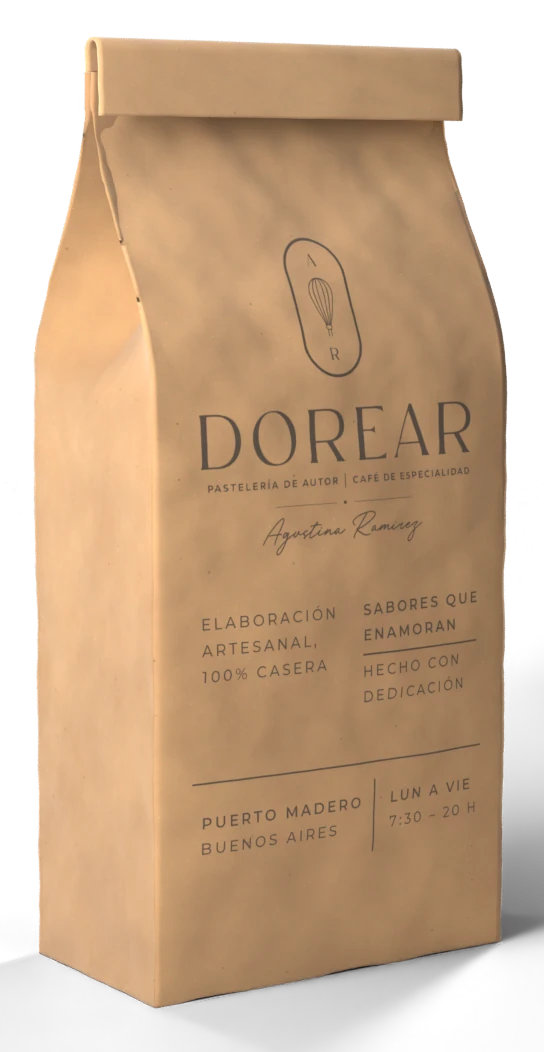 A
R
DOREAR
PASTELERÍA DE AUTOR | CAFÉ DE ESPECIALIDAD
Agustina Ramirez
ELABORACIÓN
ARTESANAL,
100% CASERA
SABORES QUE
ENAMORAN
HECHO CON
DEDICACIÓN
PUERTO MADERO
BUENOS AIRES
LUN A VIE
7:30 – 20 H